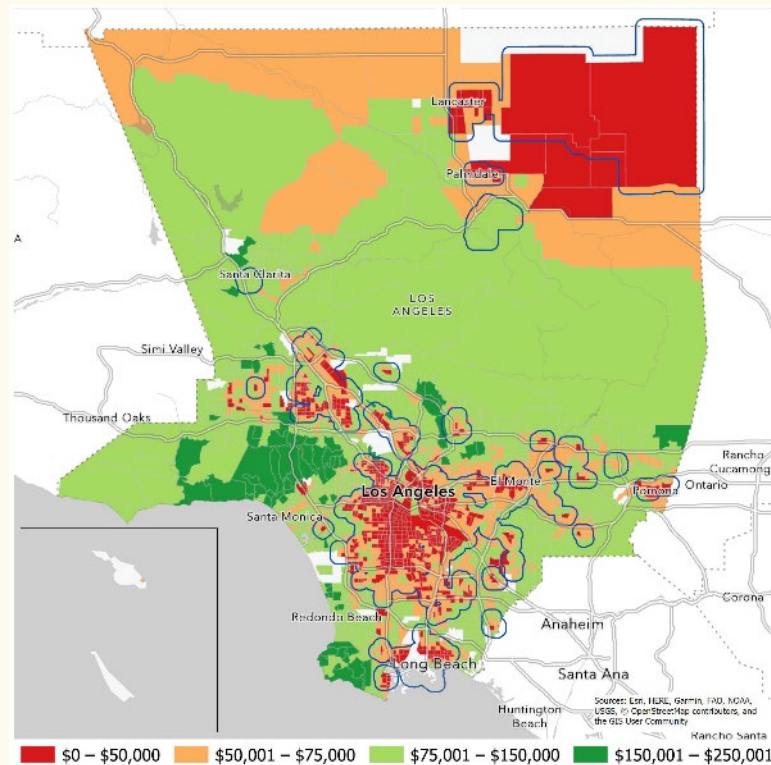 Lancaster
Palmdale
A
Santa Clarita
LOS
ANGELES
Simi Valley
Thousand Oaks
Rancho
Cucamong
El Monte
Los Angeles
Pomona
Ontario
Santa Monica
Corona
Redondo Beach
Anaheim
Long Beach
Santa Ana
Huntington
Beach
Sources: Esri, HERE, Garmin, FAO, NOAA,
USGS, © OpenStreetMap contributors, and
the GIS User Community
Rancho Santa
$0 – $50,000
$50,001 – $75,000
$75,001 – $150,000
$150,001 – $250,001